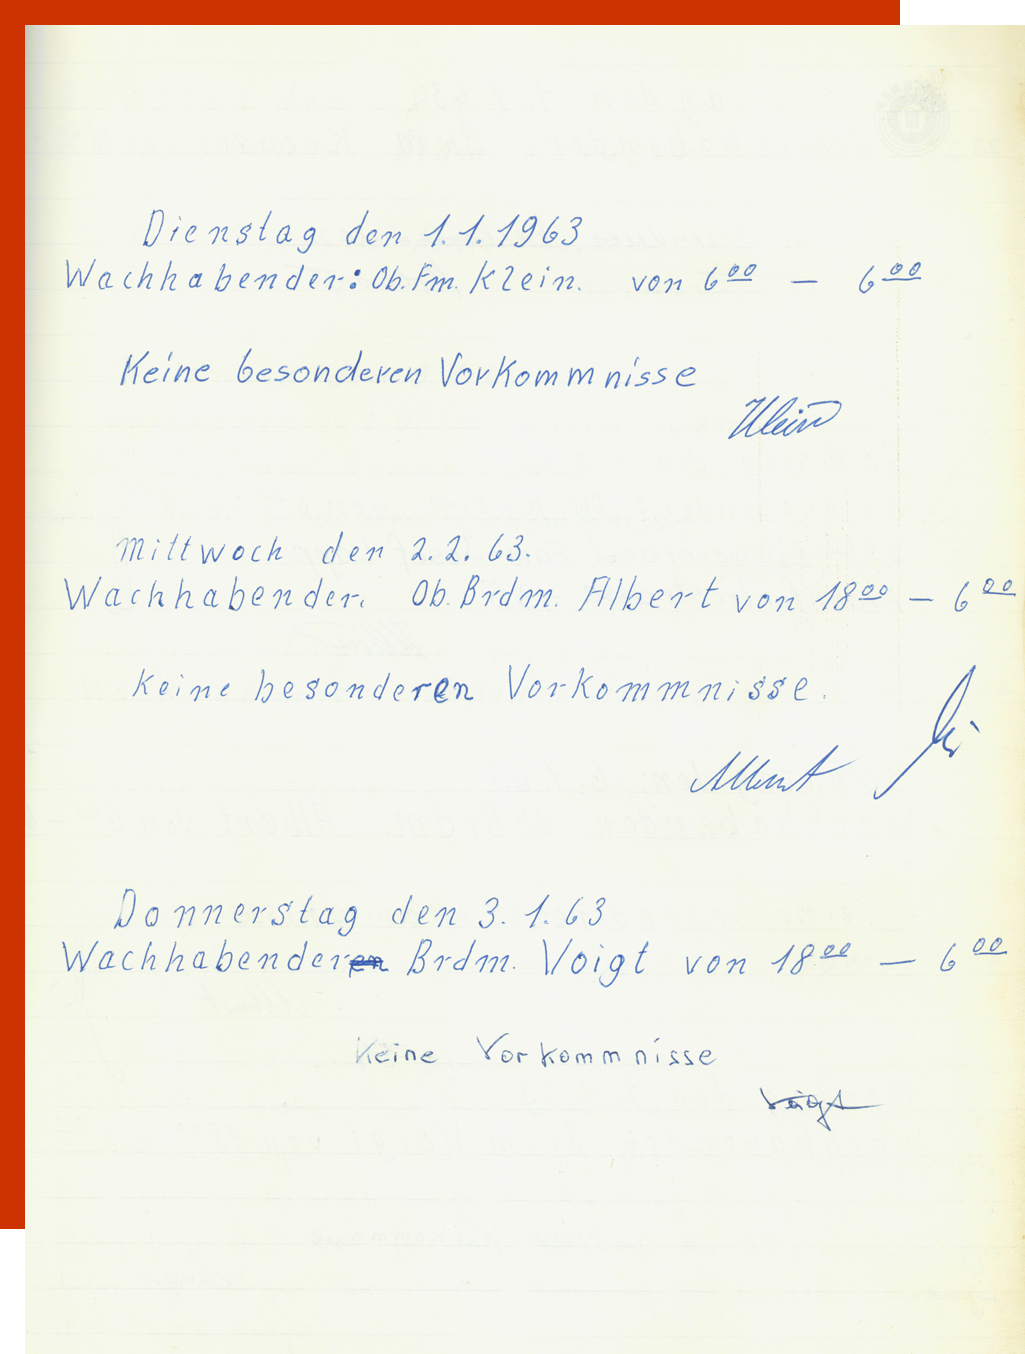 Dienstag den 1.1.1963
Wachhabender: Ob.Fm. Klein. von 6⁰⁰ — 6⁰⁰
Keine besonderen Vorkommnisse
Klein
Mittwoch den 2.2.63.
Wachhabender. Ob.Brdm. Albert von 18⁰⁰ — 6⁰⁰
Keine besonderen Vorkommnisse.
Albert
Donnerstag den 3.1.63
Wachhabender Brdm. Voigt von 18⁰⁰ — 6⁰⁰
Keine Vorkommnisse
Voigt